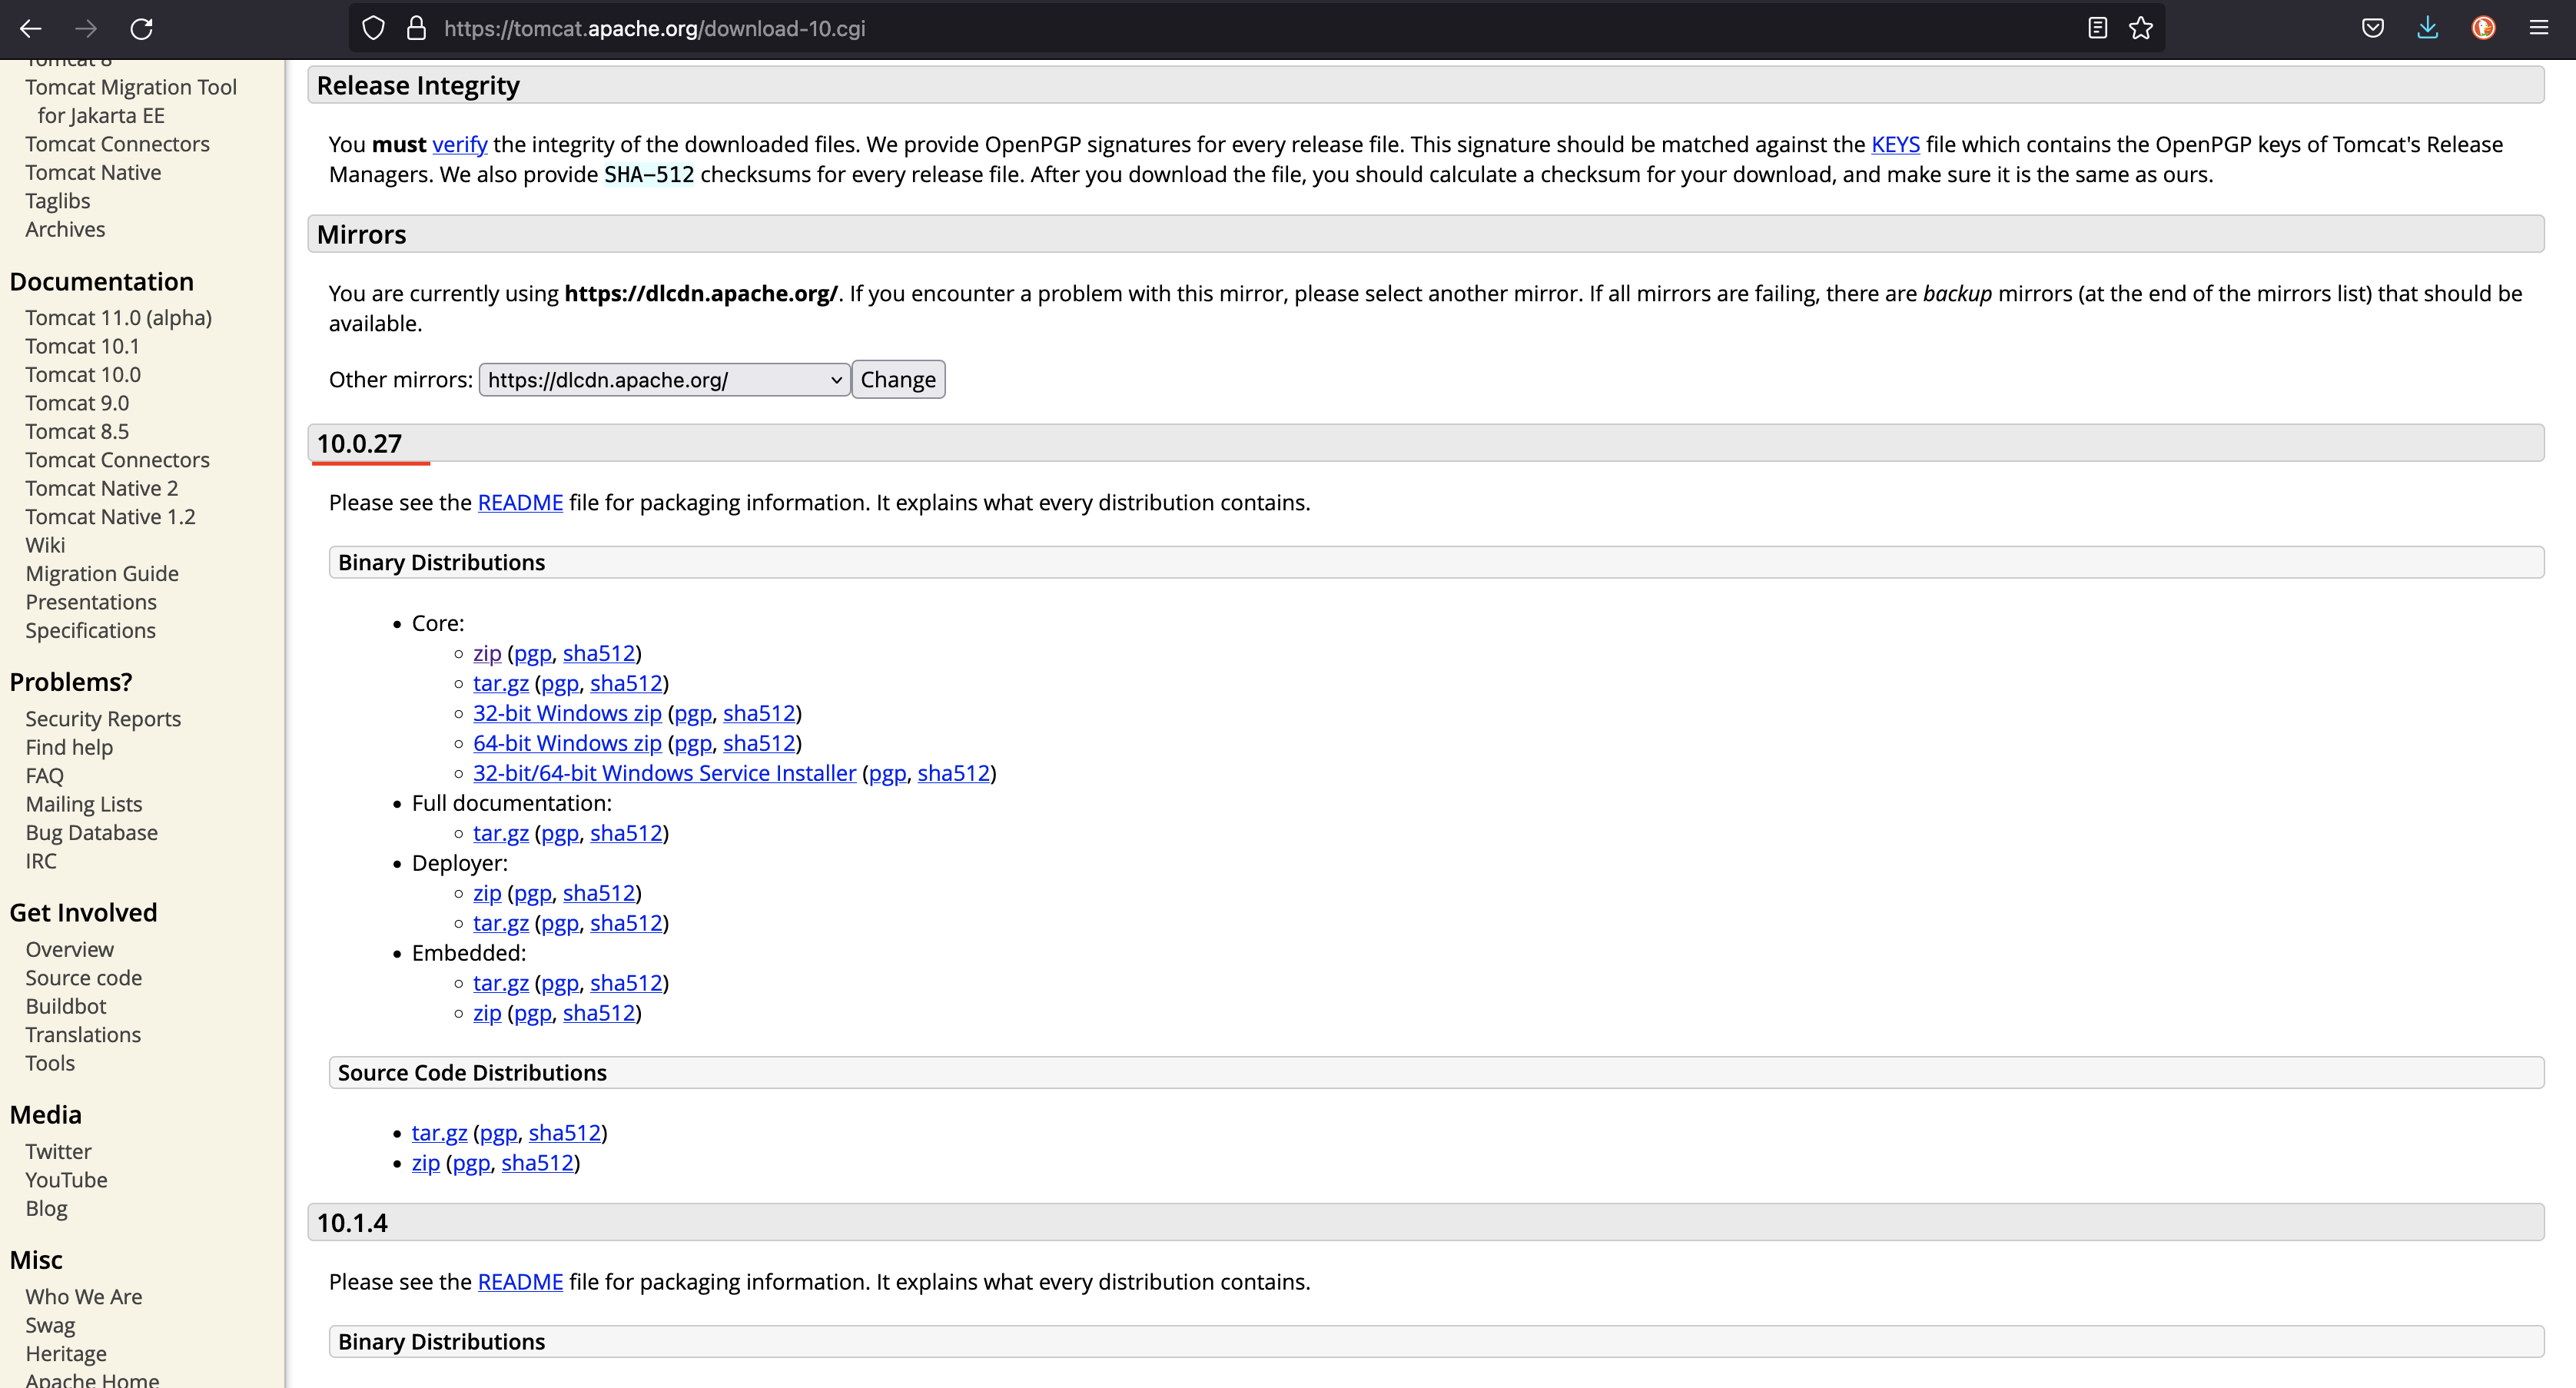 https://tomcat.apache.org/download-10.cgi
Tomcat 8
Tomcat Migration Tool
for Jakarta EE
Tomcat Connectors
Tomcat Native
Taglibs
Archives
Documentation
Tomcat 11.0 (alpha)
Tomcat 10.1
Tomcat 10.0
Tomcat 9.0
Tomcat 8.5
Tomcat Connectors
Tomcat Native 2
Tomcat Native 1.2
Wiki
Migration Guide
Presentations
Specifications
Problems?
Security Reports
Find help
FAQ
Mailing Lists
Bug Database
IRC
Get Involved
Overview
Source code
Buildbot
Translations
Tools
Media
Twitter
YouTube
Blog
Misc
Who We Are
Swag
Heritage
Apache Home
Release Integrity
You must verify the integrity of the downloaded files. We provide OpenPGP signatures for every release file. This signature should be matched against the KEYS file which contains the OpenPGP keys of Tomcat's Release
Managers. We also provide SHA-512 checksums for every release file. After you download the file, you should calculate a checksum for your download, and make sure it is the same as ours.
Mirrors
You are currently using https://dlcdn.apache.org/. If you encounter a problem with this mirror, please select another mirror. If all mirrors are failing, there are backup mirrors (at the end of the mirrors list) that should be
available.
Other mirrors: https://dlcdn.apache.org/ Change
10.0.27
Please see the README file for packaging information. It explains what every distribution contains.
Binary Distributions
• Core:
○ zip (pgp, sha512)
○ tar.gz (pgp, sha512)
○ 32-bit Windows zip (pgp, sha512)
○ 64-bit Windows zip (pgp, sha512)
○ 32-bit/64-bit Windows Service Installer (pgp, sha512)
• Full documentation:
○ tar.gz (pgp, sha512)
• Deployer:
○ zip (pgp, sha512)
○ tar.gz (pgp, sha512)
• Embedded:
○ tar.gz (pgp, sha512)
○ zip (pgp, sha512)
Source Code Distributions
• tar.gz (pgp, sha512)
• zip (pgp, sha512)
10.1.4
Please see the README file for packaging information. It explains what every distribution contains.
Binary Distributions